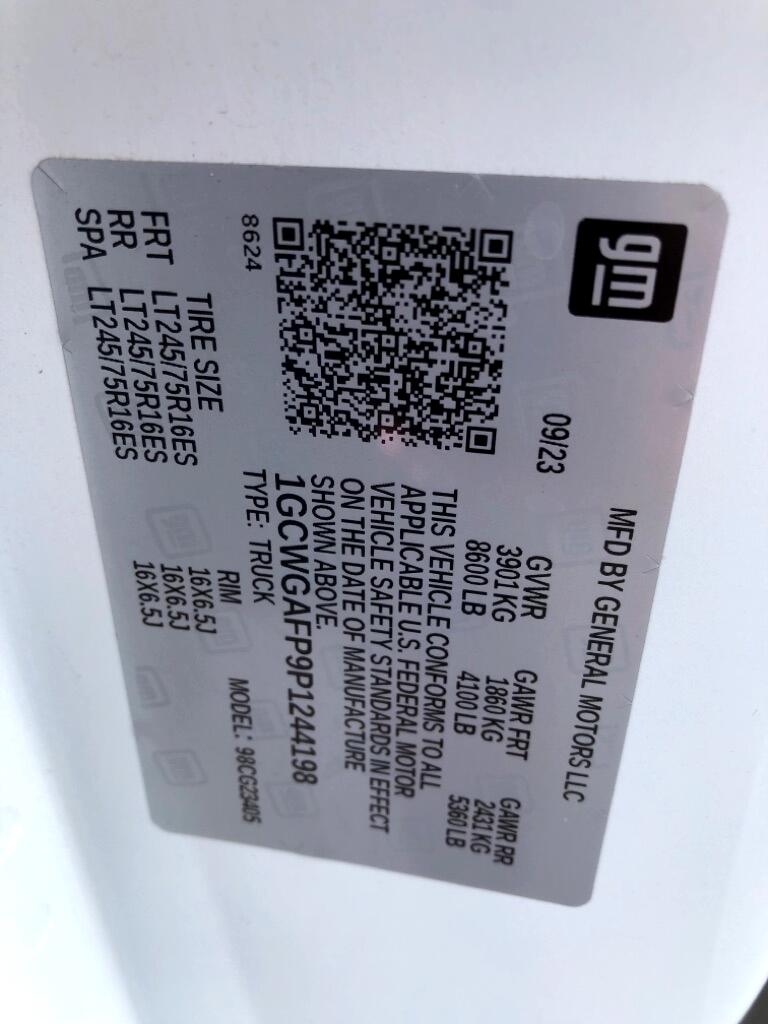 gm
MFD BY GENERAL MOTORS LLC
09/23
GVWR GAWR FRT GAWR RR
3901 KG 1860 KG 2431 KG
8600 LB 4100 LB 5360 LB
THIS VEHICLE CONFORMS TO ALL
APPLICABLE U.S. FEDERAL MOTOR
VEHICLE SAFETY STANDARDS IN EFFECT
ON THE DATE OF MANUFACTURE
SHOWN ABOVE.
1GCWGAFP9P1244198
TYPE: TRUCK MODEL: 98CG23405
8624
TIRE SIZE RIM
FRT LT245/75R16ES 16X6.5J
RR LT245/75R16ES 16X6.5J
SPA LT245/75R16ES 16X6.5J